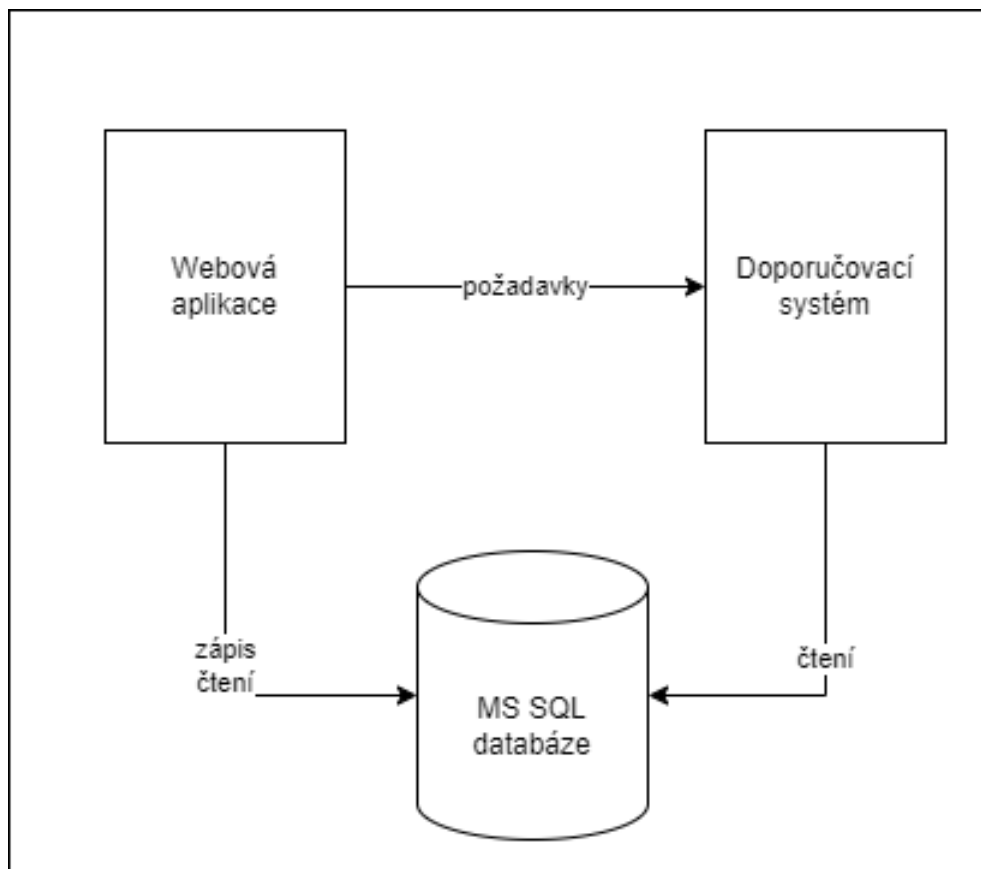 Webová
aplikace
požadavky
Doporučovací
systém
zápis
čtení
čtení
MS SQL
databáze